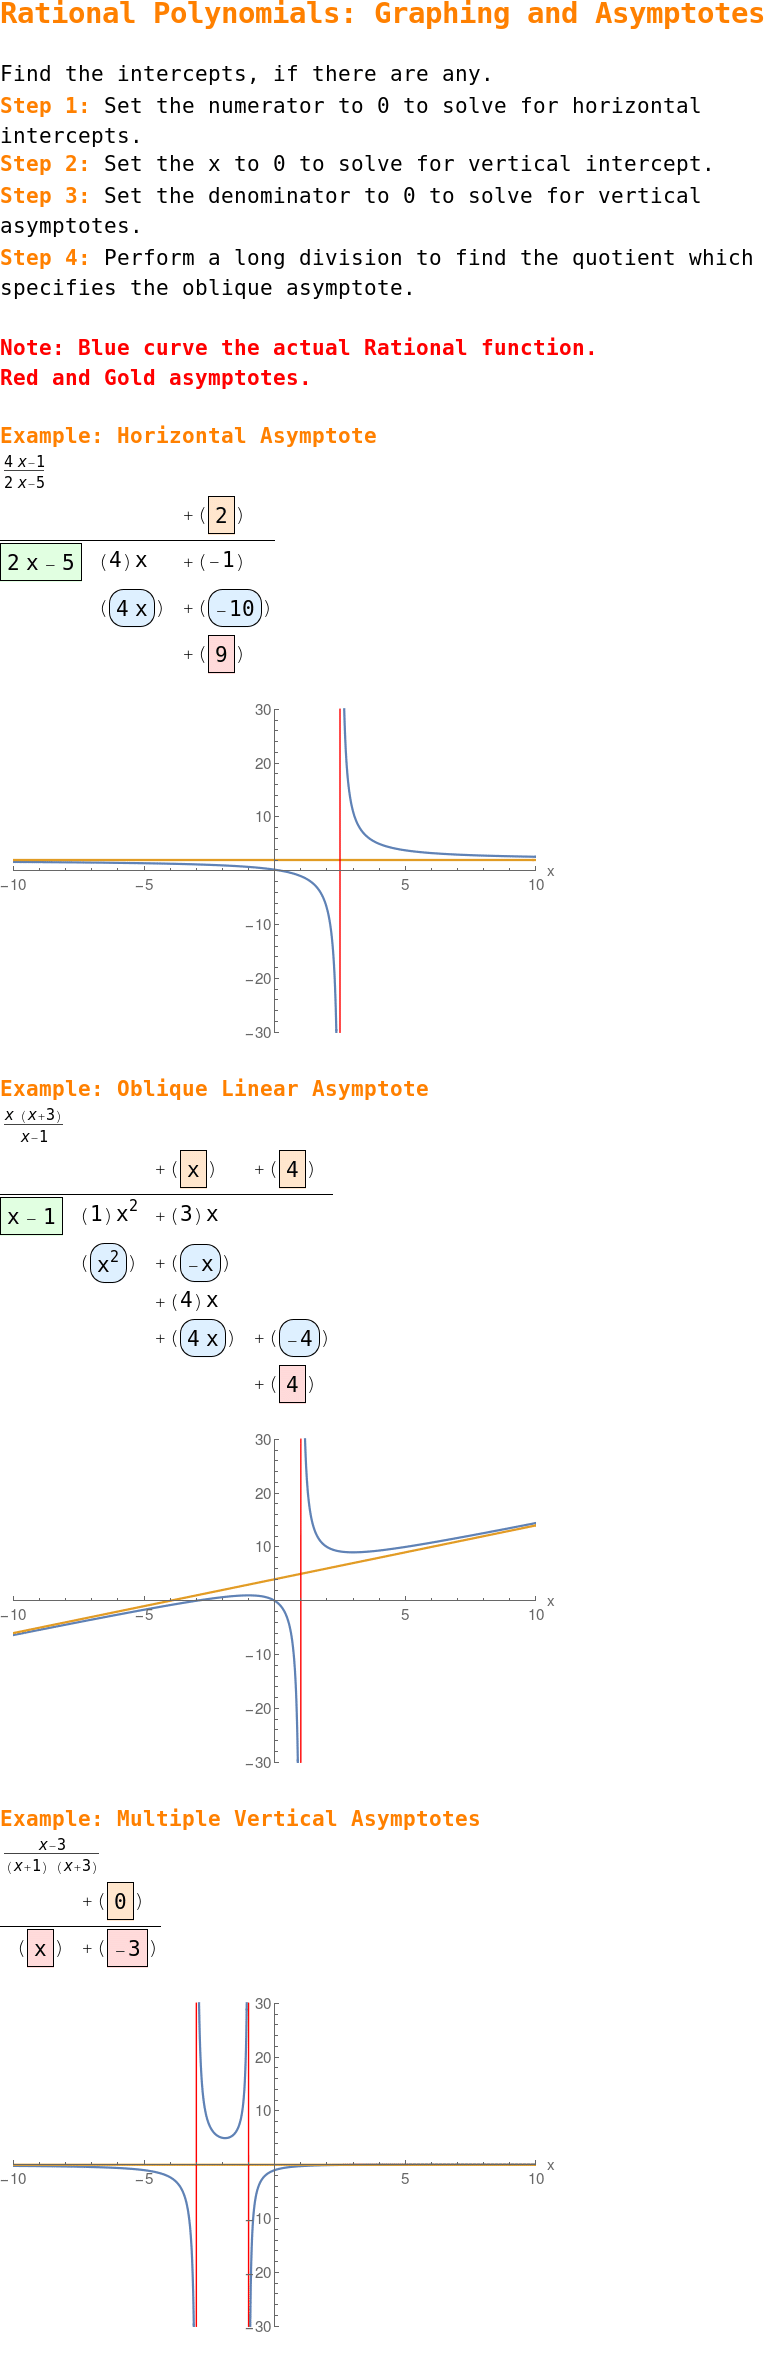 Rational Polynomials: Graphing and Asymptotes
Find the intercepts, if there are any.
Step 1: Set the numerator to 0 to solve for horizontal
intercepts.
Step 2: Set the x to 0 to solve for vertical intercept.
Step 3: Set the denominator to 0 to solve for vertical
asymptotes.
Step 4: Perform a long division to find the quotient which
specifies the oblique asymptote.
Note: Blue curve the actual Rational function.
Red and Gold asymptotes.
Example: Horizontal Asymptote
4 x−1
2 x−5
+ (2)
2 x − 5 (4) x + (−1)
(4 x) + (−10)
+ (9)
30
20
10
−10 −5 5 10 x
−10
−20
−30
Example: Oblique Linear Asymptote
x (x+3)
x−1
+ (x) + (4)
x − 1 (1) x² + (3) x
(x²) + (−x)
+ (4) x
+ (4 x) + (−4)
+ (4)
30
20
10
−10 −5 5 10 x
−10
−20
−30
Example: Multiple Vertical Asymptotes
x−3
(x+1) (x+3)
+ (0)
(x) + (−3)
30
20
10
−10 −5 5 10 x
−10
−20
−30